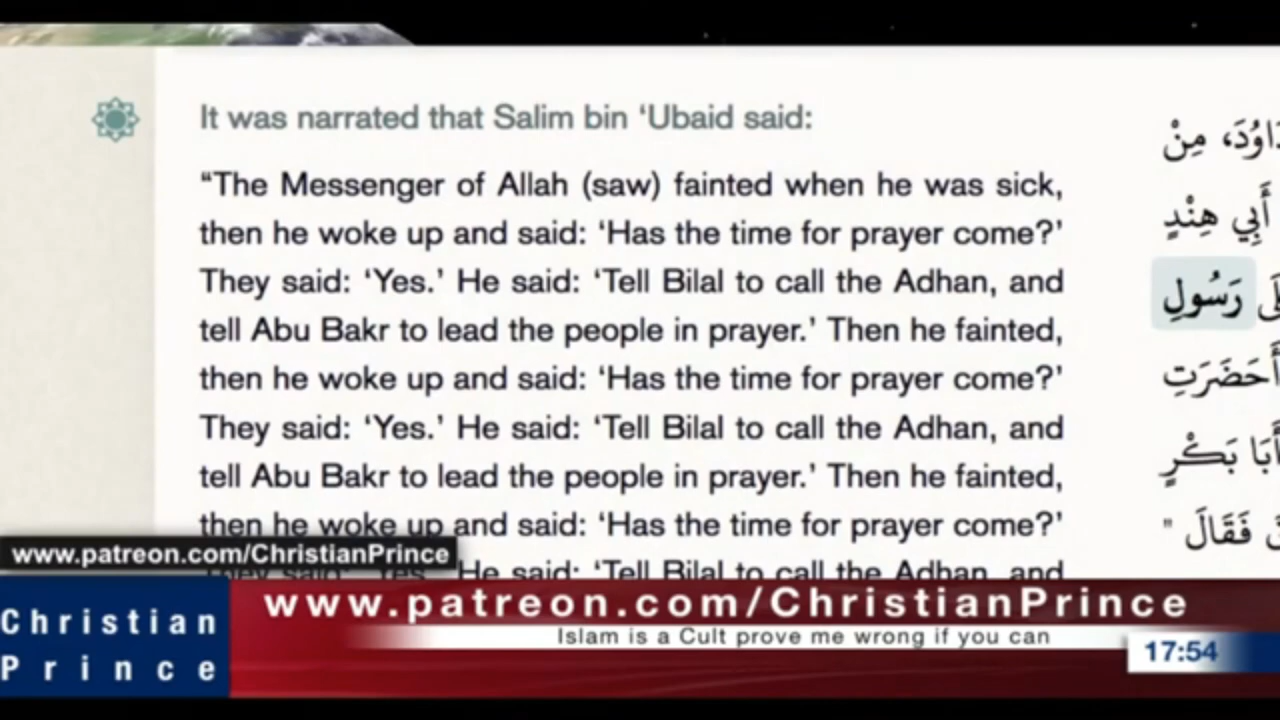 It was narrated that Salim bin ‘Ubaid said:
“The Messenger of Allah (saw) fainted when he was sick,
then he woke up and said: ‘Has the time for prayer come?’
They said: ‘Yes.’ He said: ‘Tell Bilal to call the Adhan, and
tell Abu Bakr to lead the people in prayer.’ Then he fainted,
then he woke up and said: ‘Has the time for prayer come?’
They said: ‘Yes.’ He said: ‘Tell Bilal to call the Adhan, and
tell Abu Bakr to lead the people in prayer.’ Then he fainted,
then he woke up and said: ‘Has the time for prayer come?’
They said: ‘Yes.’ He said: ‘Tell Bilal to call the Adhan, and
مِنْ
أَبِي هِنْدٍ
رَسُولِ
أَحَضَرَتِ
أَبَا بَكْرٍ
فَقَالَ "
www.patreon.com/ChristianPrince
www.patreon.com/ChristianPrince
Islam is a Cult prove me wrong if you can
Christian
Prince
17:54